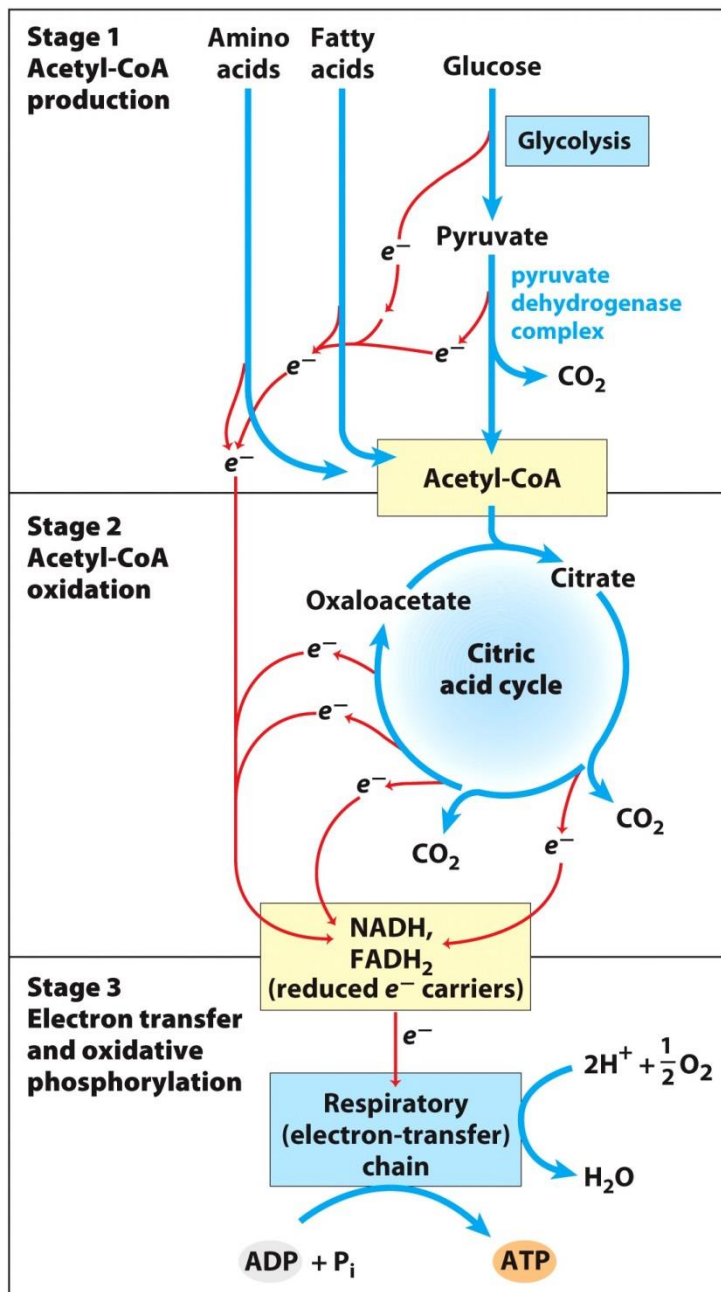 Stage 1
Acetyl-CoA
production
Amino
acids
Fatty
acids
Glucose
Glycolysis
Pyruvate
e⁻
pyruvate
dehydrogenase
complex
e⁻
e⁻
CO₂
e⁻
Acetyl-CoA
Stage 2
Acetyl-CoA
oxidation
Oxaloacetate
Citrate
Citric
acid cycle
e⁻
e⁻
e⁻
CO₂
CO₂
e⁻
NADH,
FADH₂
(reduced e⁻ carriers)
Stage 3
Electron transfer
and oxidative
phosphorylation
e⁻
2H⁺ + 1/2 O₂
Respiratory
(electron-transfer)
chain
H₂O
ADP + Pᵢ
ATP